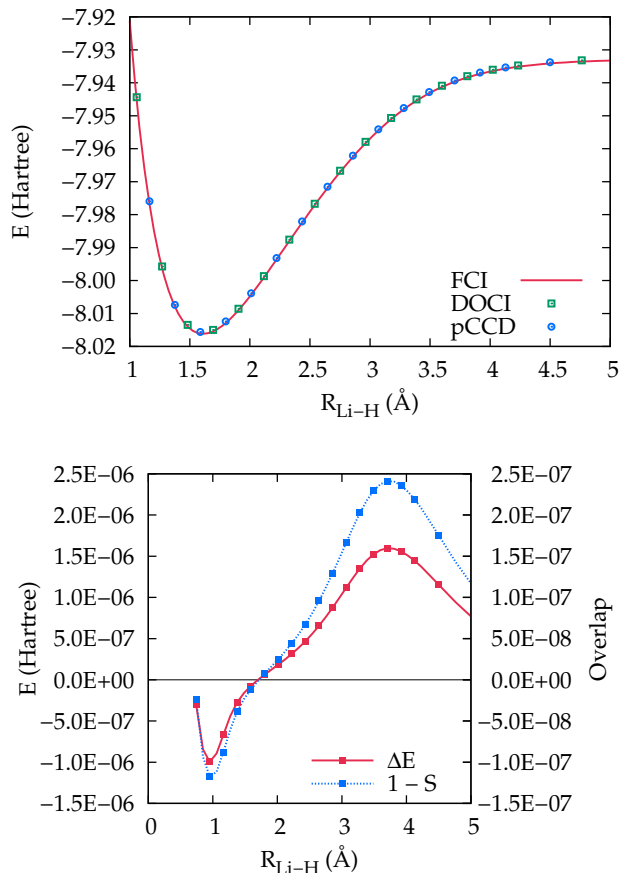 −7.92
−7.93
−7.94
−7.95
−7.96
−7.97
−7.98
−7.99
−8.00
−8.01
−8.02
E (Hartree)
FCI
DOCI
pCCD
1 1.5 2 2.5 3 3.5 4 4.5 5
R_Li−H (Å)
2.5E−06 2.5E−07
2.0E−06 2.0E−07
1.5E−06 1.5E−07
1.0E−06 1.0E−07
5.0E−07 5.0E−08
0.0E+00 0.0E+00
−5.0E−07 −5.0E−08
−1.0E−06 −1.0E−07
−1.5E−06 −1.5E−07
E (Hartree)
Overlap
ΔE
1 − S
0 1 2 3 4 5
R_Li−H (Å)